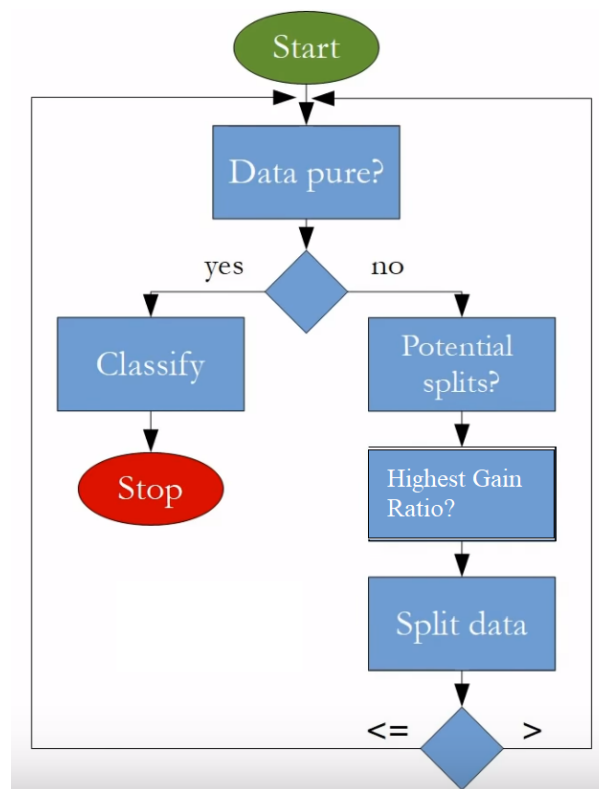 Start
Data pure?
yes
no
Classify
Potential
splits?
Stop
Highest Gain
Ratio?
Split data
<=
>